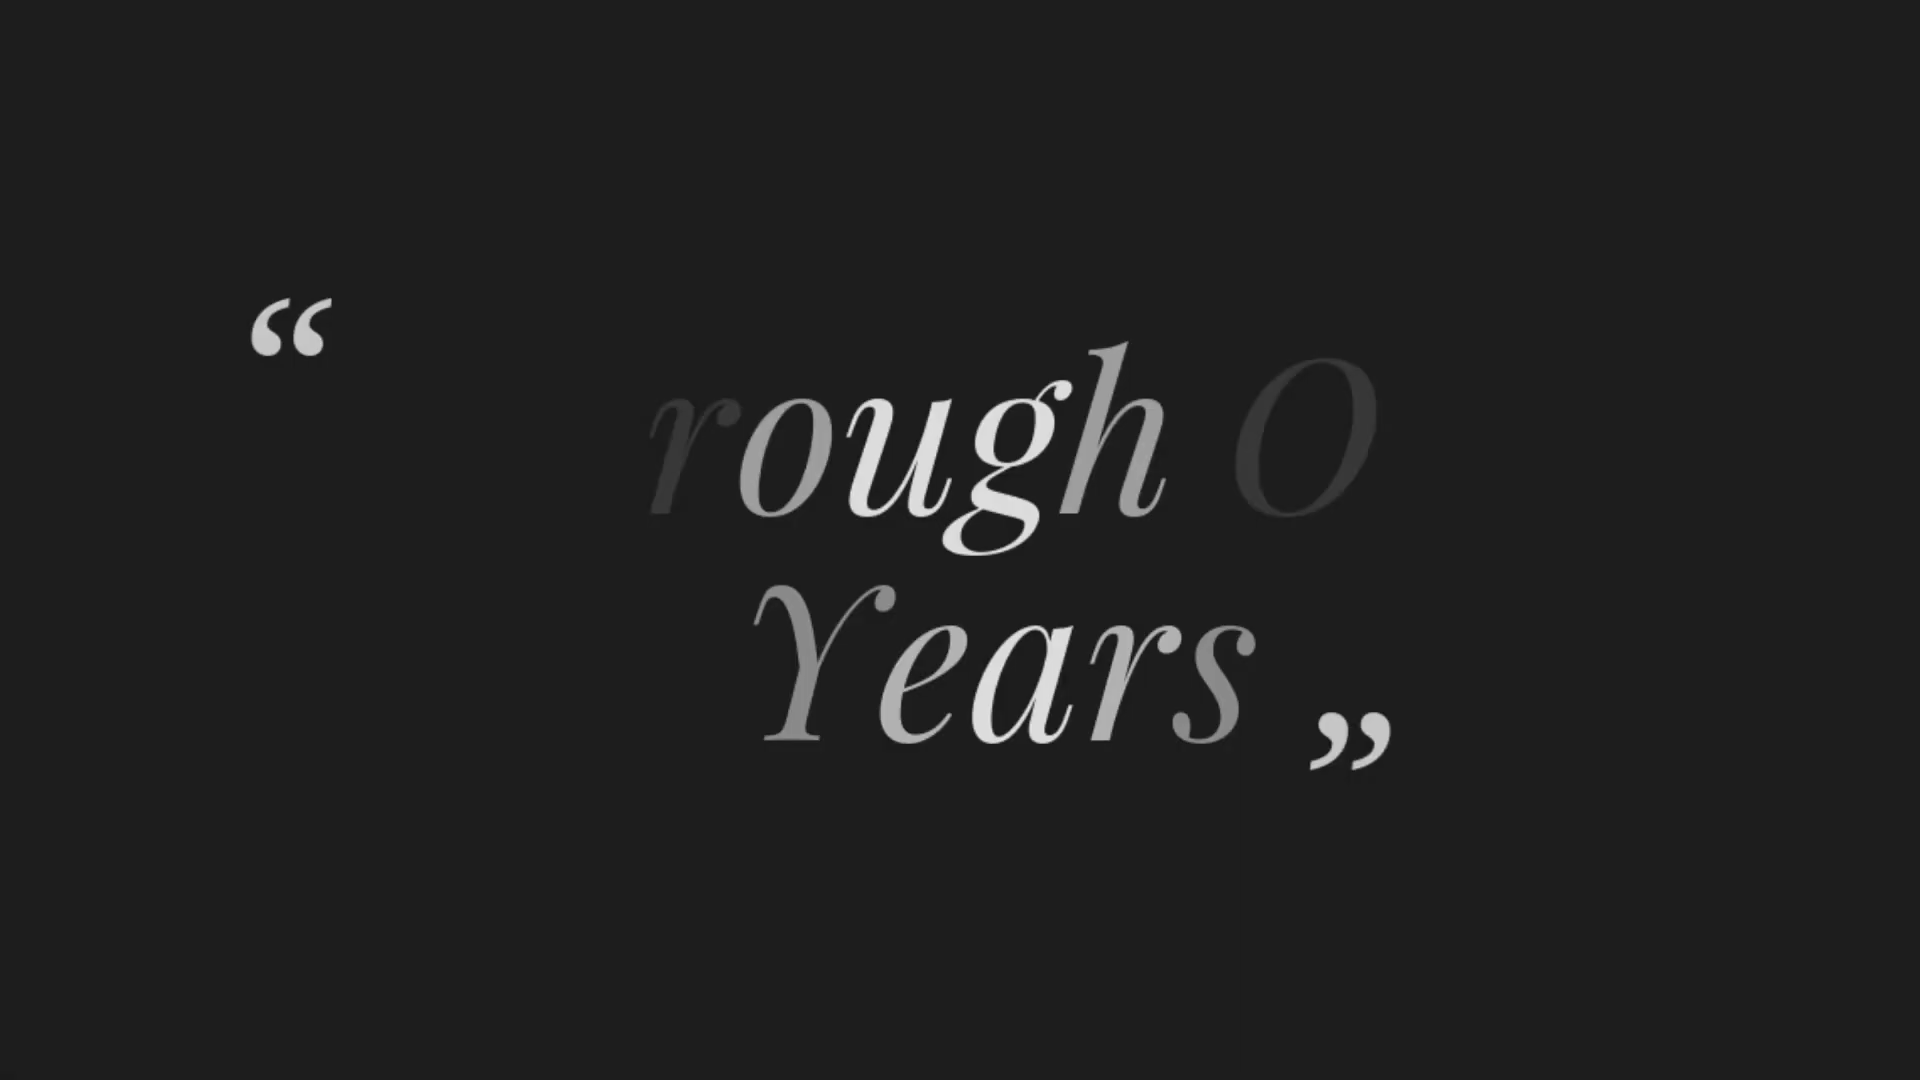 “ rough O
Years „